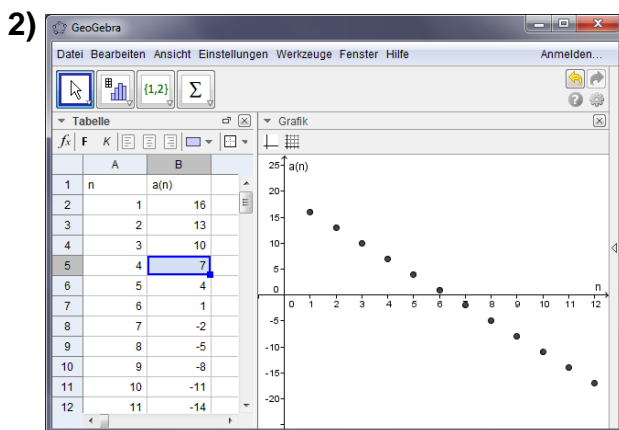 2)
GeoGebra
Datei Bearbeiten Ansicht Einstellungen Werkzeuge Fenster Hilfe Anmelden...
{1,2} Σ
Tabelle
Grafik
fx F K
A B
1 n a(n)
2 1 16
3 2 13
4 3 10
5 4 7
6 5 4
7 6 1
8 7 -2
9 8 -5
10 9 -8
11 10 -11
12 11 -14
a(n)
25
20
15
10
5
0
-5
-10
-15
-20
n
0 1 2 3 4 5 6 7 8 9 10 11 12